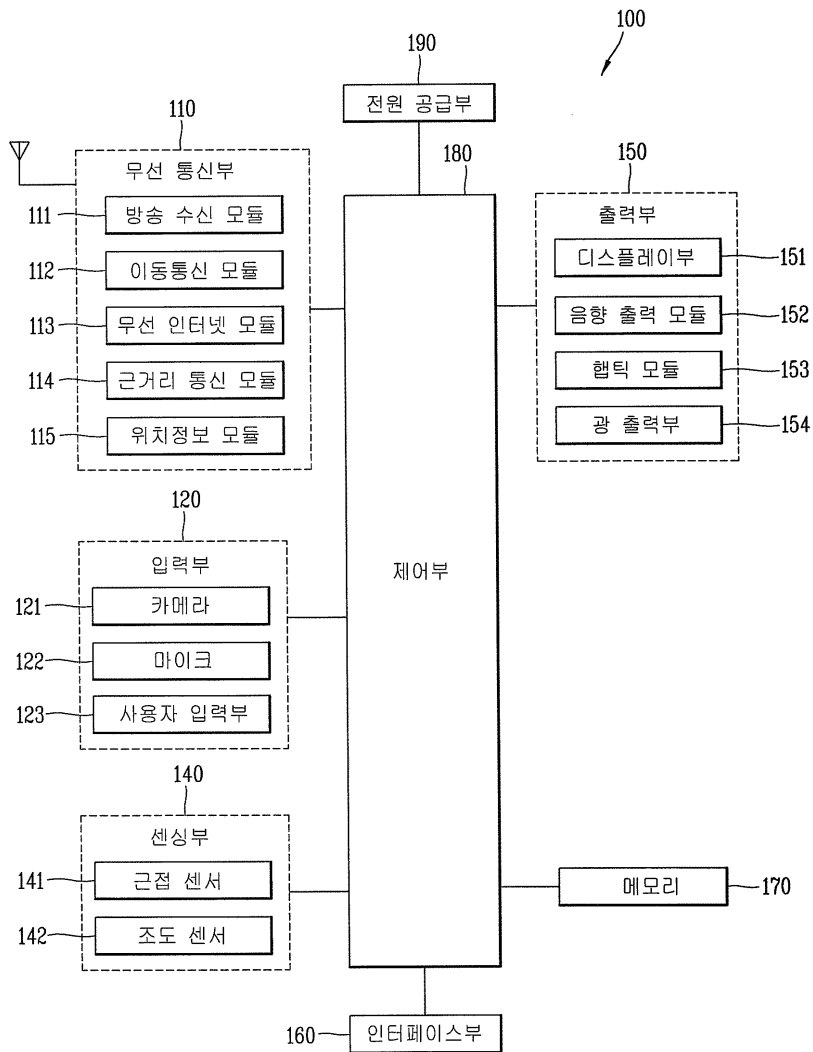 100
190
전원 공급부
110
무선 통신부
111 방송 수신 모듈
112 이동통신 모듈
113 무선 인터넷 모듈
114 근거리 통신 모듈
115 위치정보 모듈
120
입력부
121 카메라
122 마이크
123 사용자 입력부
140
센싱부
141 근접 센서
142 조도 센서
180
제어부
150
출력부
디스플레이부 151
음향 출력 모듈 152
햅틱 모듈 153
광 출력부 154
메모리 170
160 인터페이스부